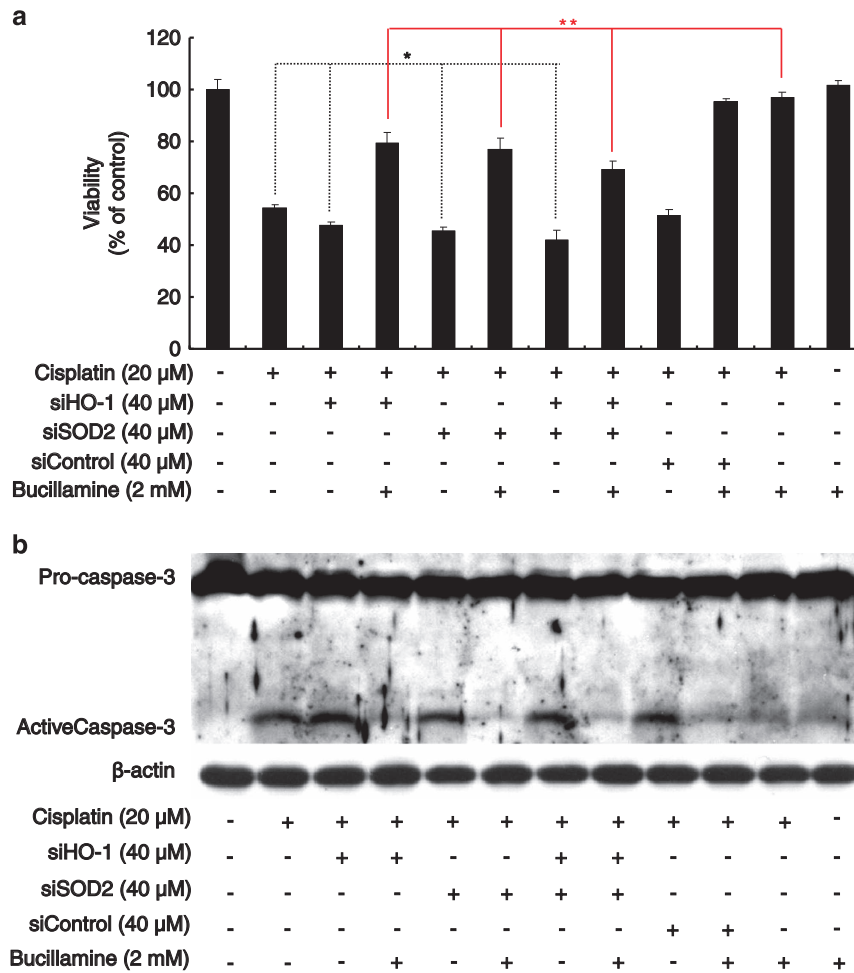 a
**
*
120
100
80
60
40
20
0
Viability
(% of control)
Cisplatin (20 μM) - + + + + + + + + + + -
siHO-1 (40 μM) - - + + - - + + - - - -
siSOD2 (40 μM) - - - - + + + + - - - -
siControl (40 μM) - - - - - - - - + + - -
Bucillamine (2 mM) - - - + - + - + - + + +
b
Pro-caspase-3
ActiveCaspase-3
β-actin
Cisplatin (20 μM) - + + + + + + + + + + -
siHO-1 (40 μM) - - + + - - + + - - - -
siSOD2 (40 μM) - - - - + + + + - - - -
siControl (40 μM) - - - - - - - - + + - -
Bucillamine (2 mM) - - - + - + - + - + + +